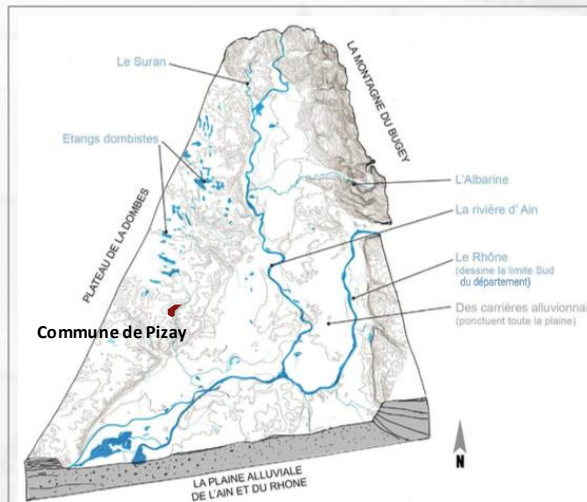 Le Suran
LA MONTAGNE DU BUGEY
Etangs dombistes
L'Albarine
PLATEAU DE LA DOMBES
La rivière d' Ain
Le Rhône
(dessine la limite Sud
du département)
Des carrières alluvionnaires
(ponctuent toute la plaine)
Commune de Pizay
N
LA PLAINE ALLUVIALE
DE L'AIN ET DU RHONE